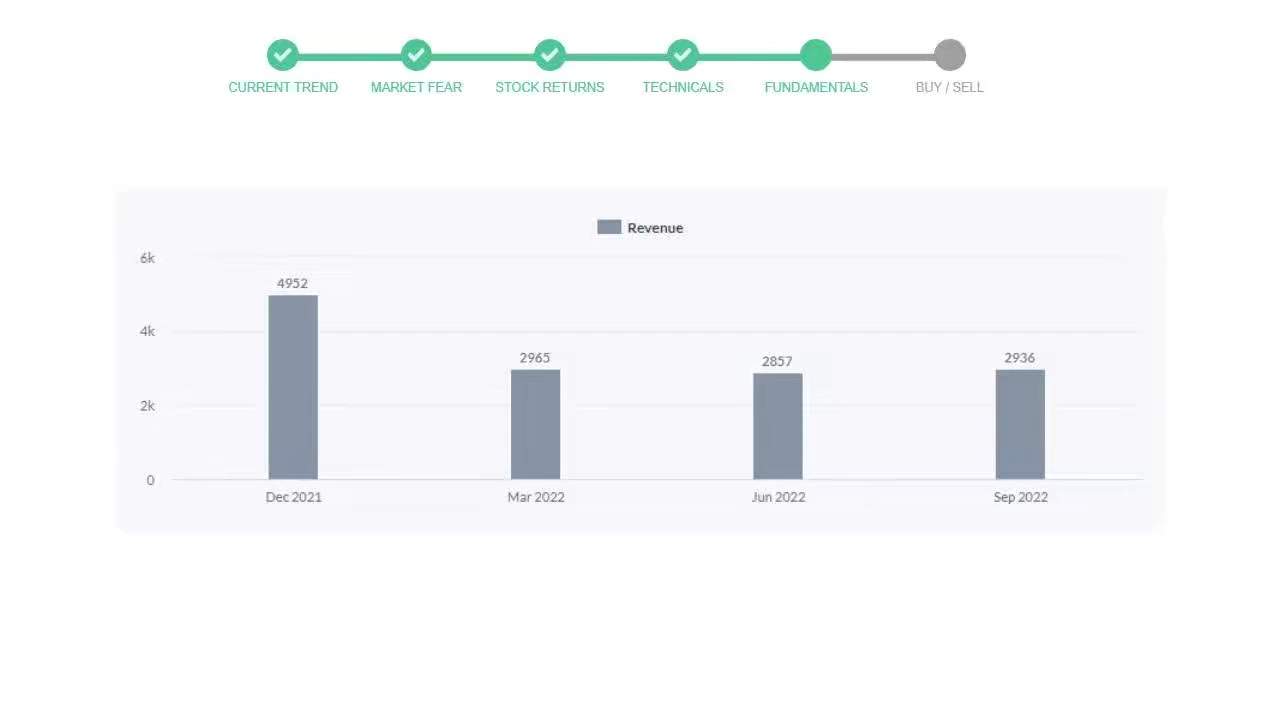 CURRENT TREND MARKET FEAR STOCK RETURNS TECHNICALS FUNDAMENTALS BUY / SELL
Revenue
6k
4952
4k
2965 2857 2936
2k
0
Dec 2021 Mar 2022 Jun 2022 Sep 2022